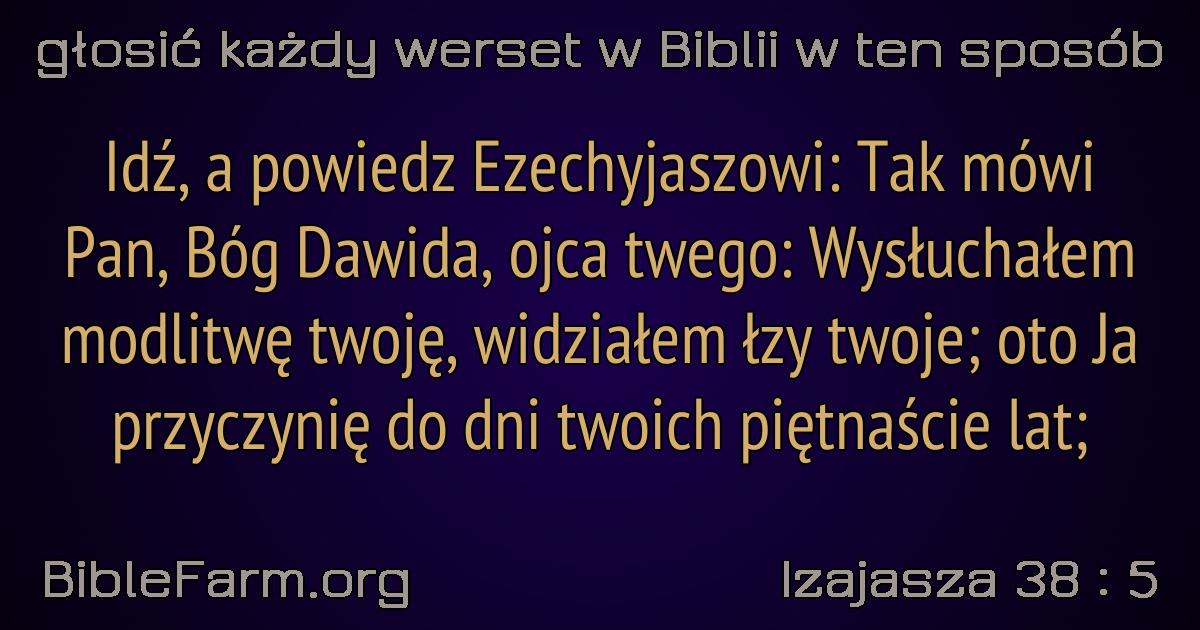 głosić każdy werset w Biblii w ten sposób
Idź, a powiedz Ezechyjaszowi: Tak mówi
Pan, Bóg Dawida, ojca twego: Wysłuchałem
modlitwę twoję, widziałem łzy twoje; oto Ja
przyczynię do dni twoich piętnaście lat;
BibleFarm.org
Izajasza 38 : 5